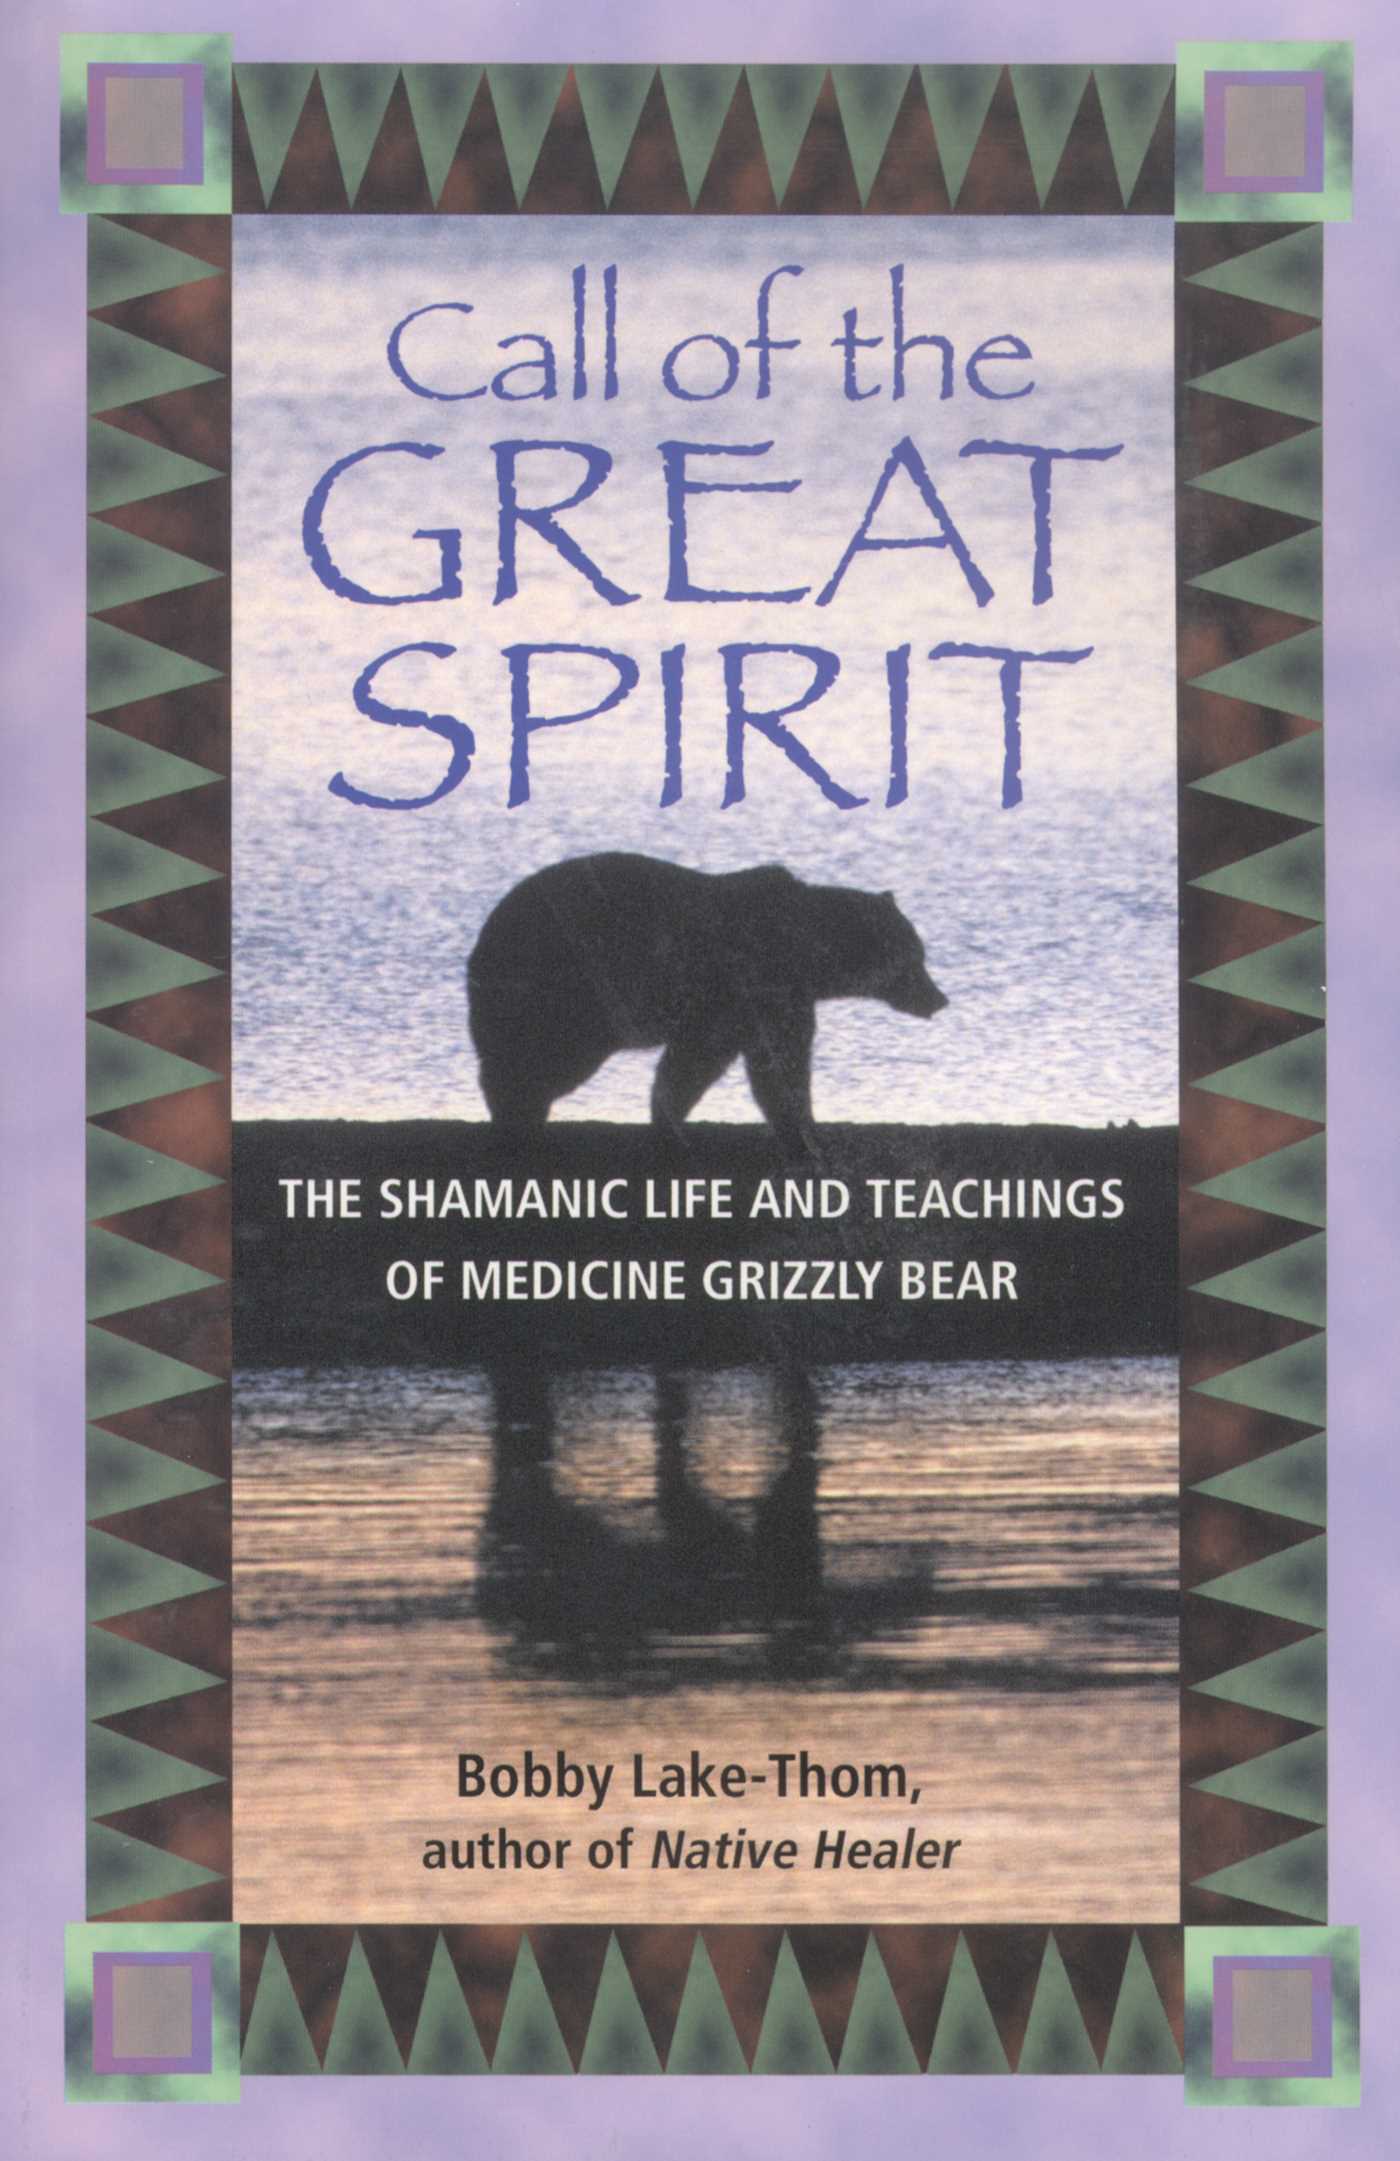 Call of the
GREAT
SPIRIT
THE SHAMANIC LIFE AND TEACHINGS
OF MEDICINE GRIZZLY BEAR
Bobby Lake-Thom,
author of Native Healer